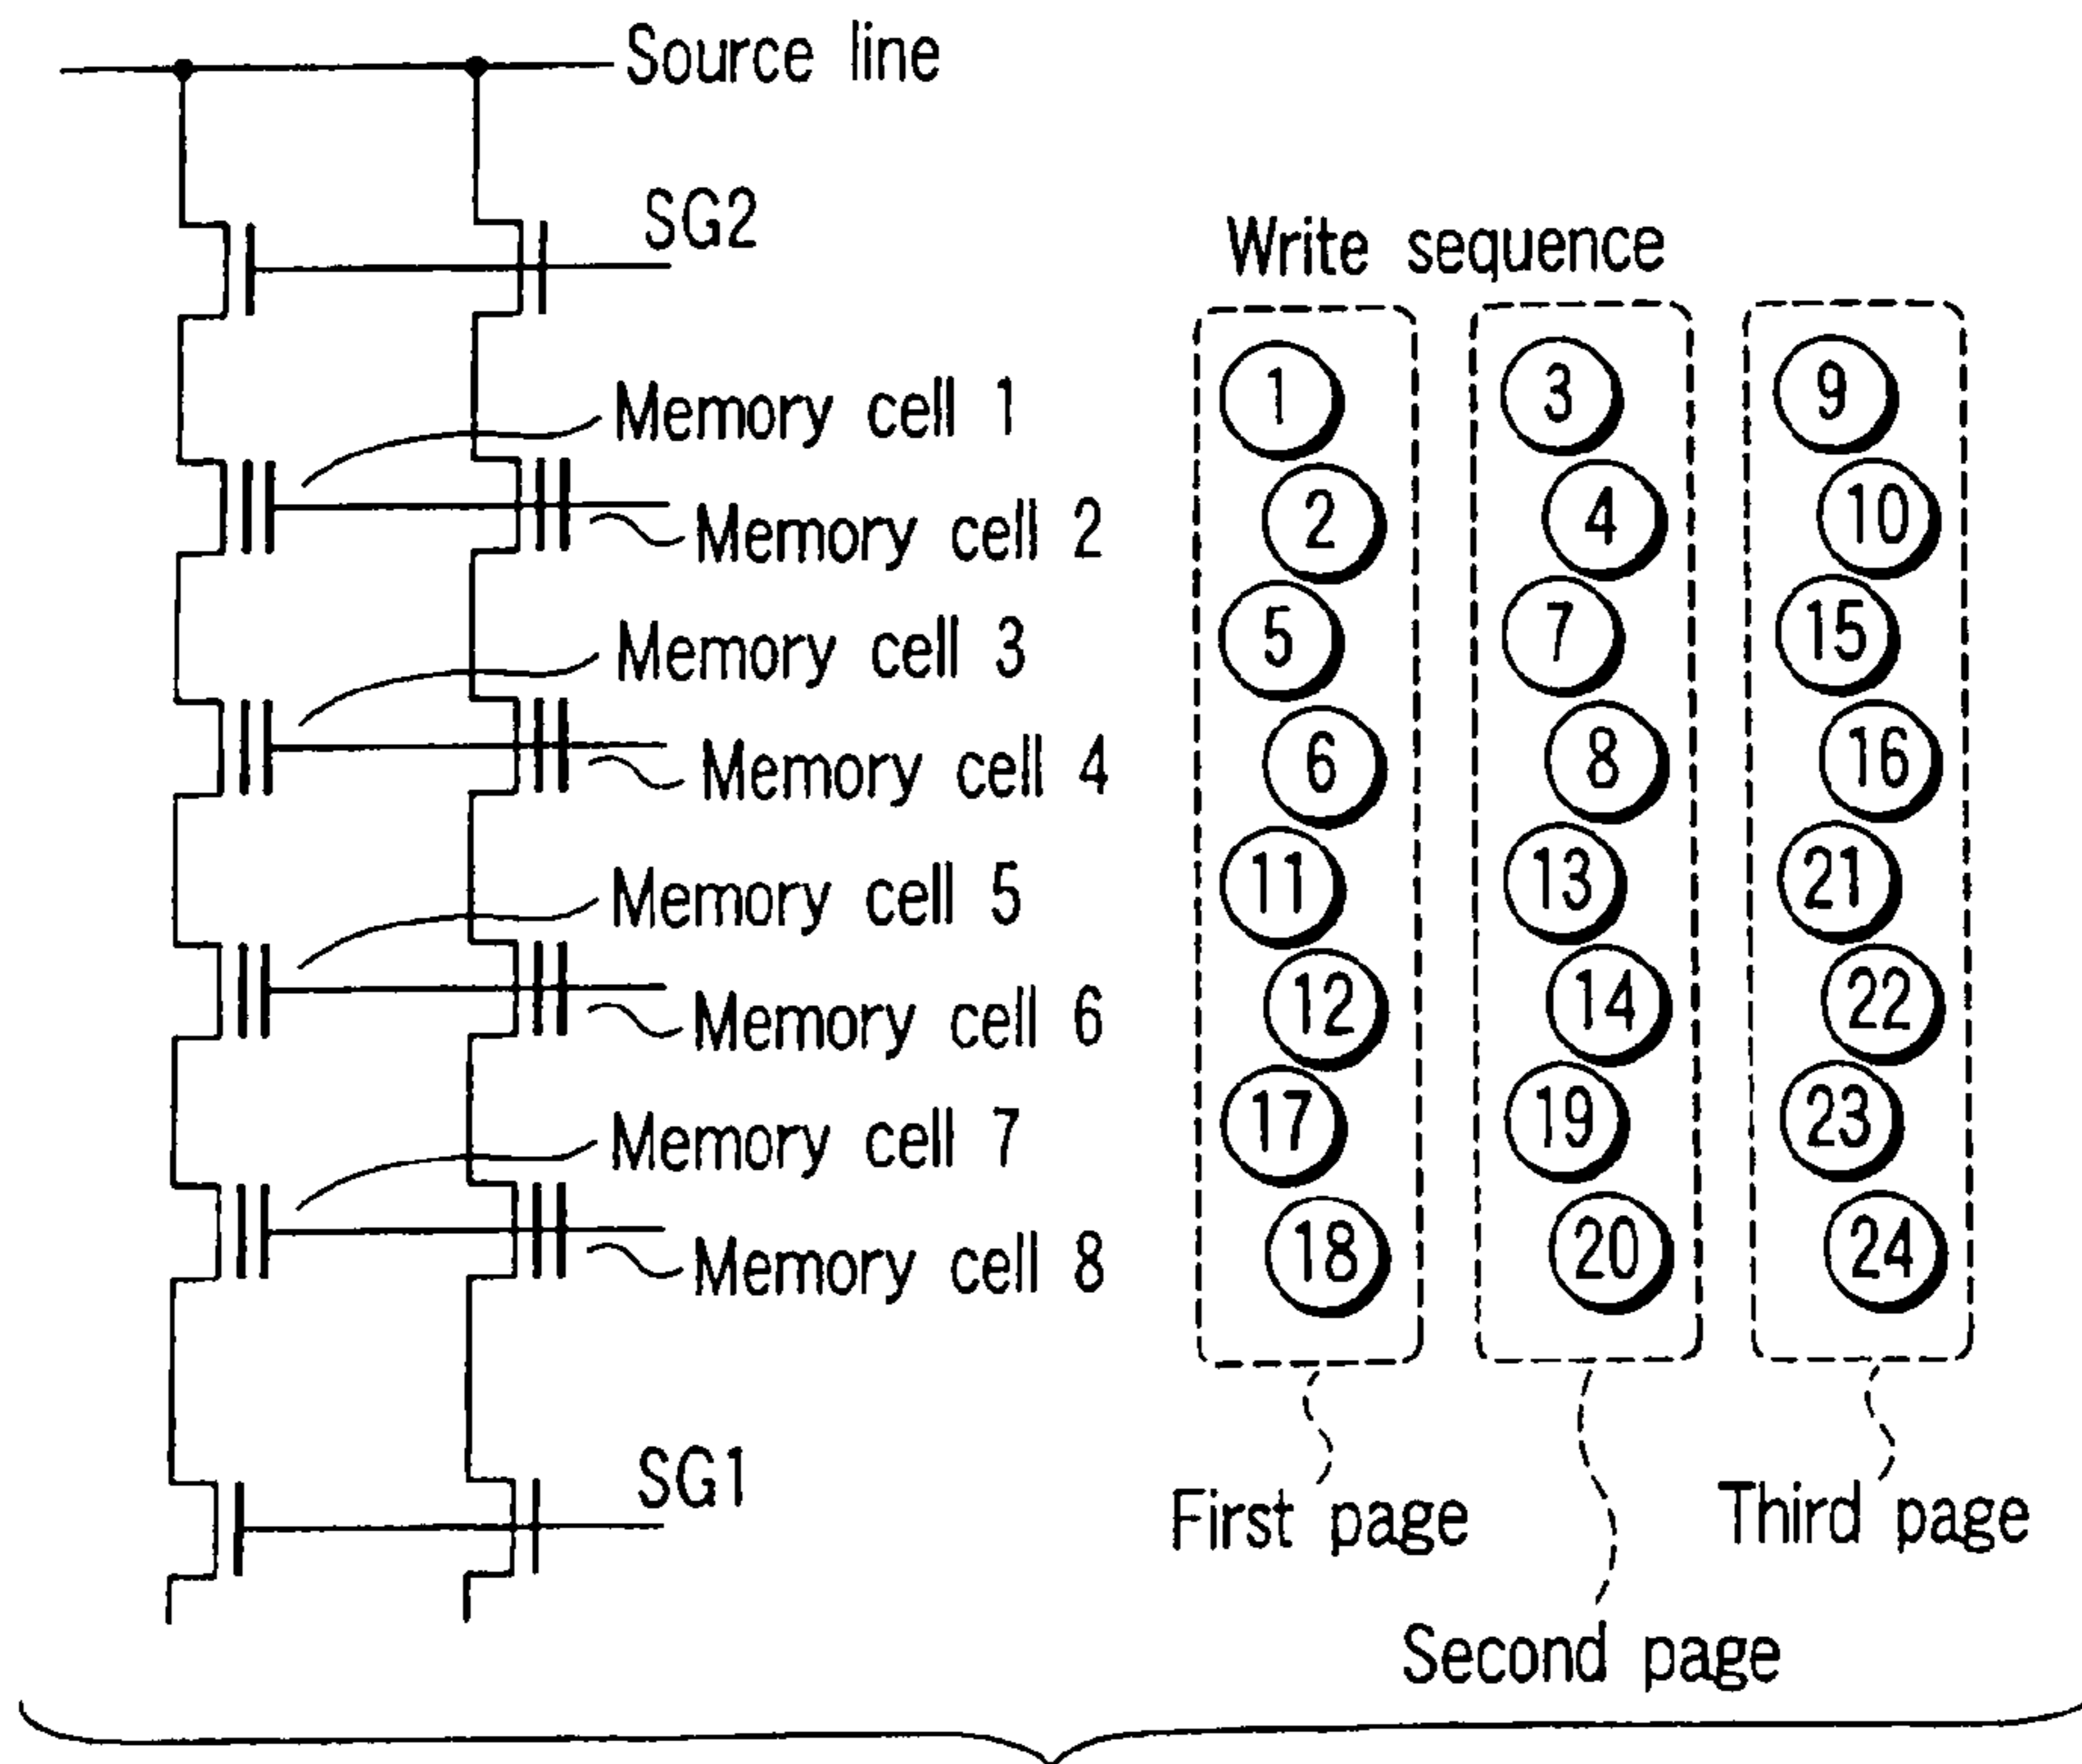 Source line
SG2
Write sequence
Memory cell 1
Memory cell 2
Memory cell 3
Memory cell 4
Memory cell 5
Memory cell 6
Memory cell 7
Memory cell 8
SG1
1 3 9
2 4 10
5 7 15
6 8 16
11 13 21
12 14 22
17 19 23
18 20 24
First page
Third page
Second page